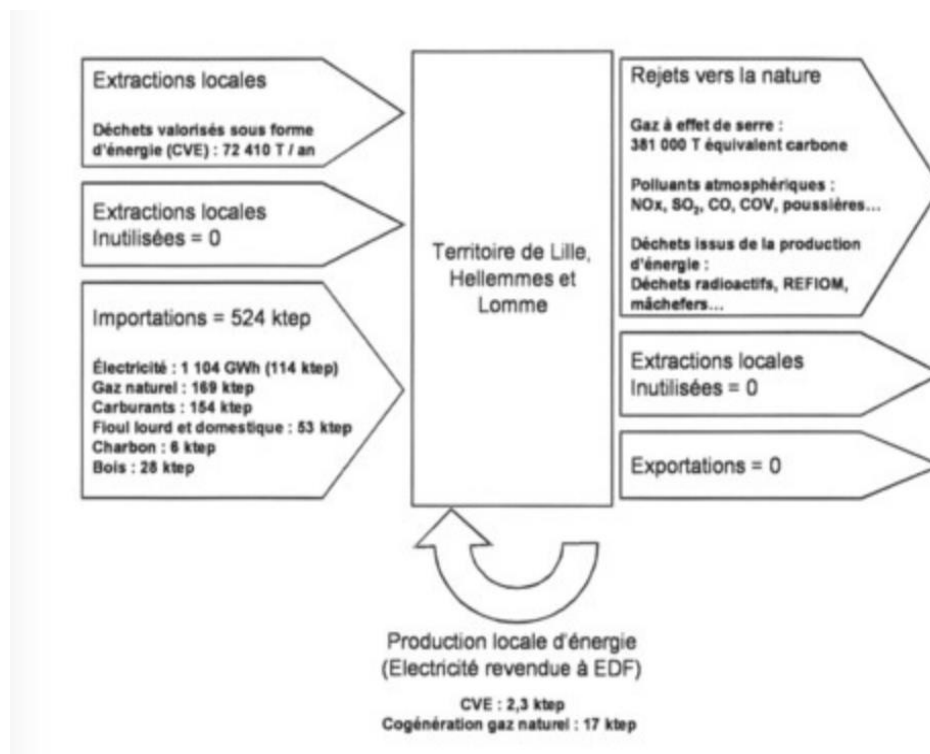 Extractions locales
Déchets valorisés sous forme
d'énergie (CVE) : 72 410 T / an
Extractions locales
Inutilisées = 0
Importations = 524 ktep
Électricité : 1 104 GWh (114 ktep)
Gaz naturel : 169 ktep
Carburants : 154 ktep
Fioul lourd et domestique : 53 ktep
Charbon : 6 ktep
Bois : 28 ktep
Territoire de Lille,
Hellemmes et
Lomme
Rejets vers la nature
Gaz à effet de serre :
381 000 T équivalent carbone
Polluants atmosphériques :
NOx, SO₂, CO, COV, poussiéres...
Déchets issus de la production
d'énergie :
Déchets radioactifs, REFIOM,
mâchefers...
Extractions locales
Inutilisées = 0
Exportations = 0
Production locale d'énergie
(Electricité revendue à EDF)
CVE : 2,3 ktep
Cogénération gaz naturel : 17 ktep